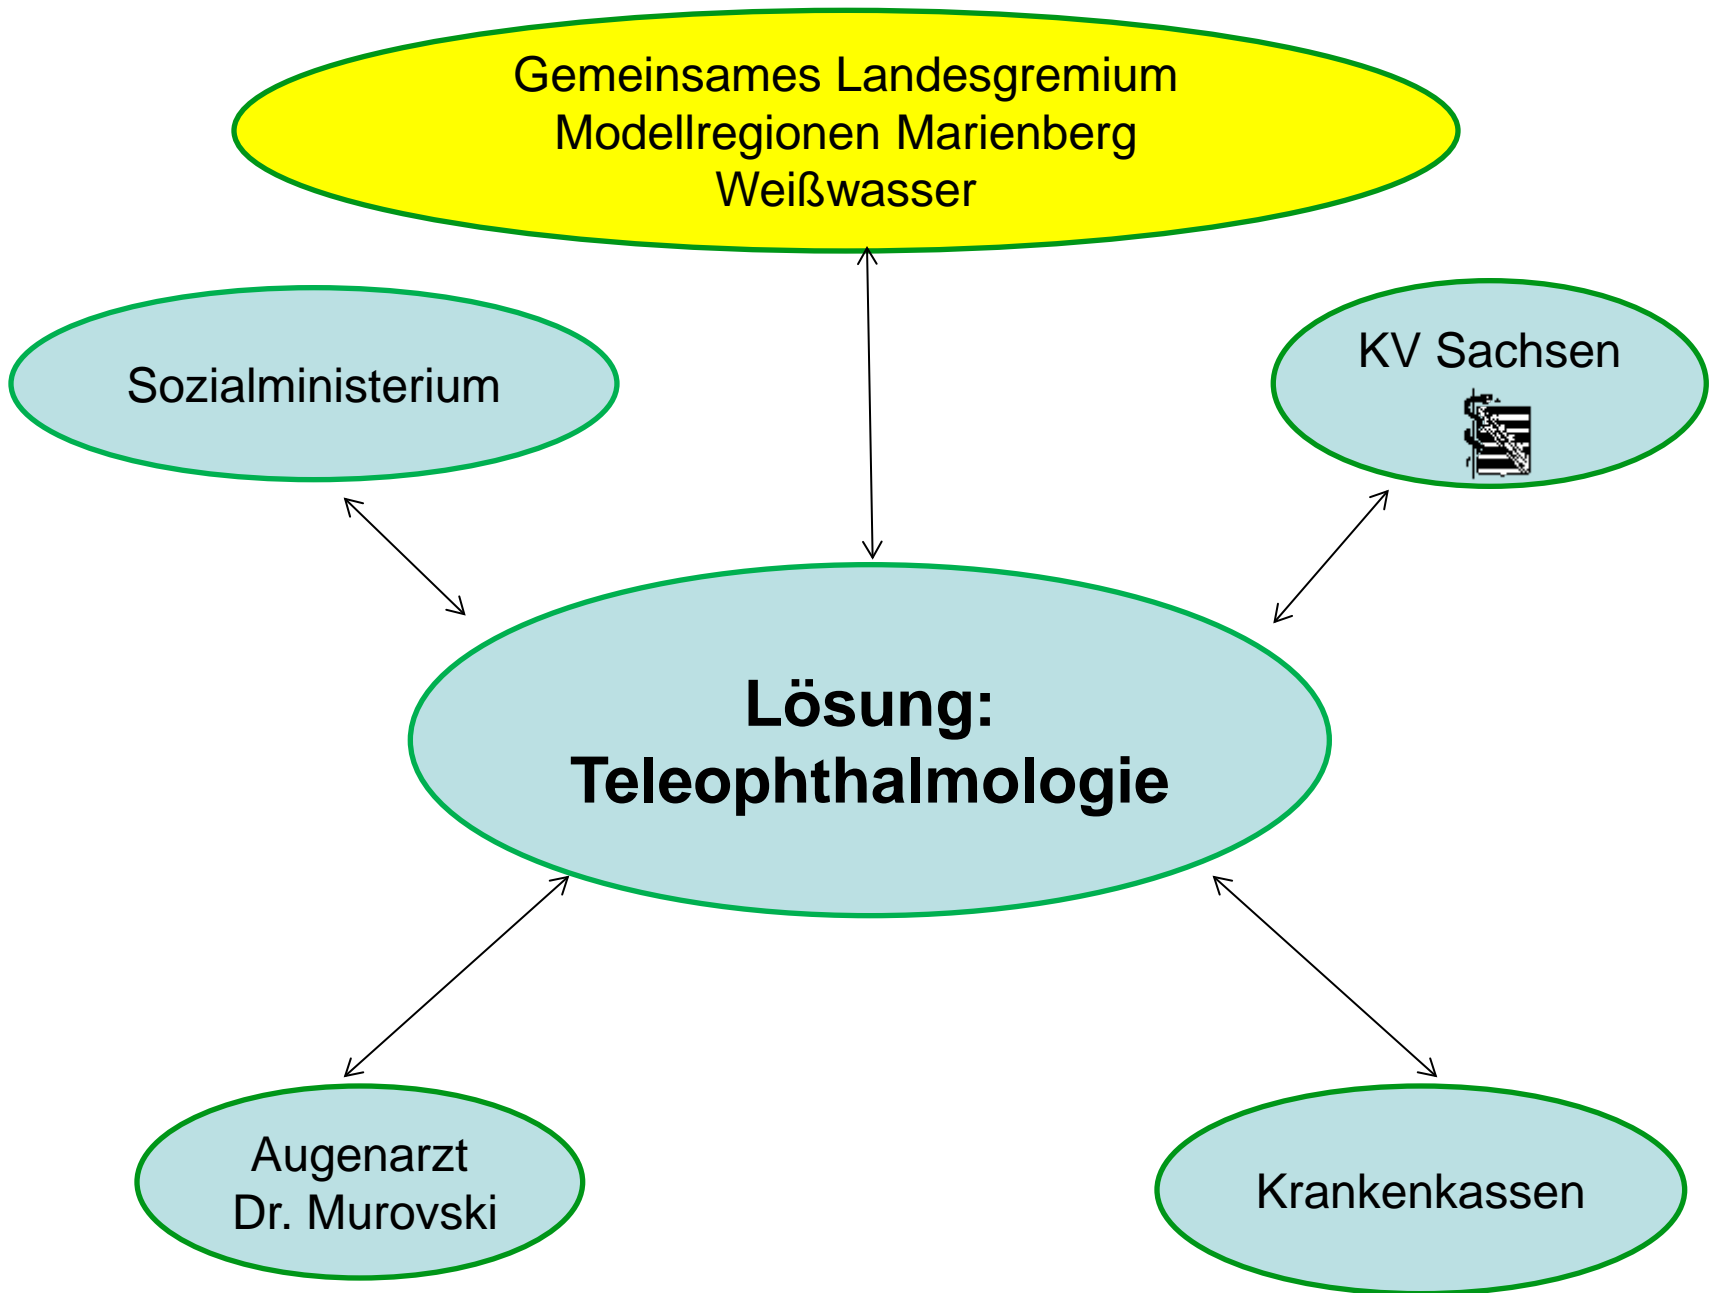 Gemeinsames Landesgremium
Modellregionen Marienberg
Weißwasser
Sozialministerium
KV Sachsen
Lösung:
Teleophthalmologie
Augenarzt
Dr. Murovski
Krankenkassen